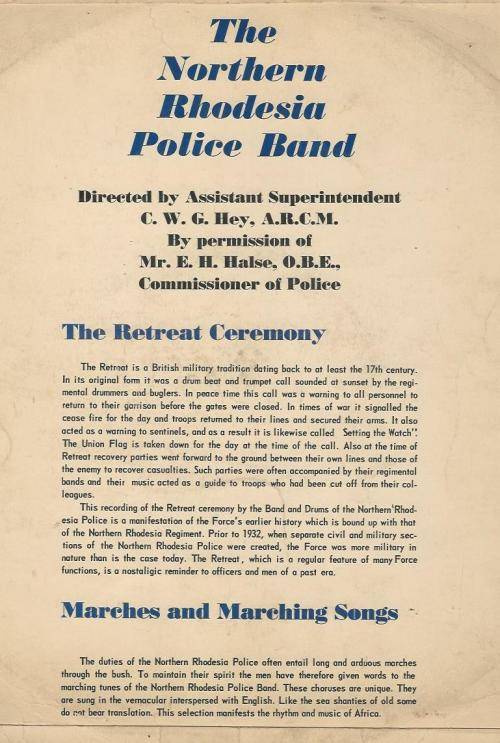 The
Northern
Rhodesia
Police Band
Directed by Assistant Superintendent
C. W. G. Hey, A.R.C.M.
By permission of
Mr. E. H. Halse, O.B.E.,
Commissioner of Police
The Retreat Ceremony
The Retreat is a British military tradition dating back to at least the 17th century.
In its original form it was a drum beat and trumpet call sounded at sunset by the regi-
mental drummers and buglers. In peace time this call was a warning to all personnel to
return to their garrison before the gates were closed. In times of war it signalled the
cease fire for the day and troops returned to their lines and secured their arms. It also
acted as a warning to sentinels, and as a result it is likewise called Setting the Watch".
The Union Flag is taken down for the day at the time of the call. Also at the time of
Retreat recovery parties went forward to the ground between their own lines and those of
the enemy to recover casualties. Such parties were often accompanied by their regimental
bands and their music acted as a guide to troops who had been cut off from their col-
leagues.
This recording of the Retreat ceremony by the Band and Drums of the Northern Rhod-
esia Police is a manifestation of the Force's earlier history which is bound up with that
of the Northern Rhodesia Regiment. Prior to 1932, when separate civil and military sec-
tions of the Northern Rhodesia Police were created, the Force was more military in
nature than is the case today. The Retreat, which is a regular feature of many Force
functions, is a nostaligic reminder to officers and men of a past era.
Marches and Marching Songs
The duties of the Northern Rhodesia Police often entail long and arduous marches
through the bush. To maintain their spirit the men have therefore given words to the
marching tunes of the Northern Rhodesia Police Band. These choruses are unique. They
are sung in the vernacular interspersed with English. Like the sea shanties of old some
do not bear translation. This selection manifests the rhythm and music of Africa.